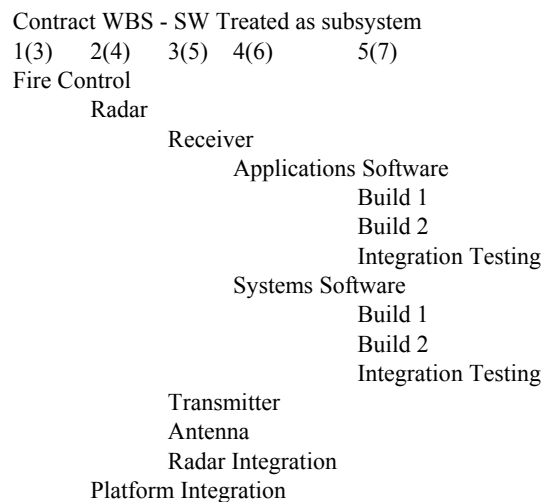 Contract WBS - SW Treated as subsystem
1(3) 2(4) 3(5) 4(6) 5(7)
Fire Control
Radar
Receiver
Applications Software
Build 1
Build 2
Integration Testing
Systems Software
Build 1
Build 2
Integration Testing
Transmitter
Antenna
Radar Integration
Platform Integration